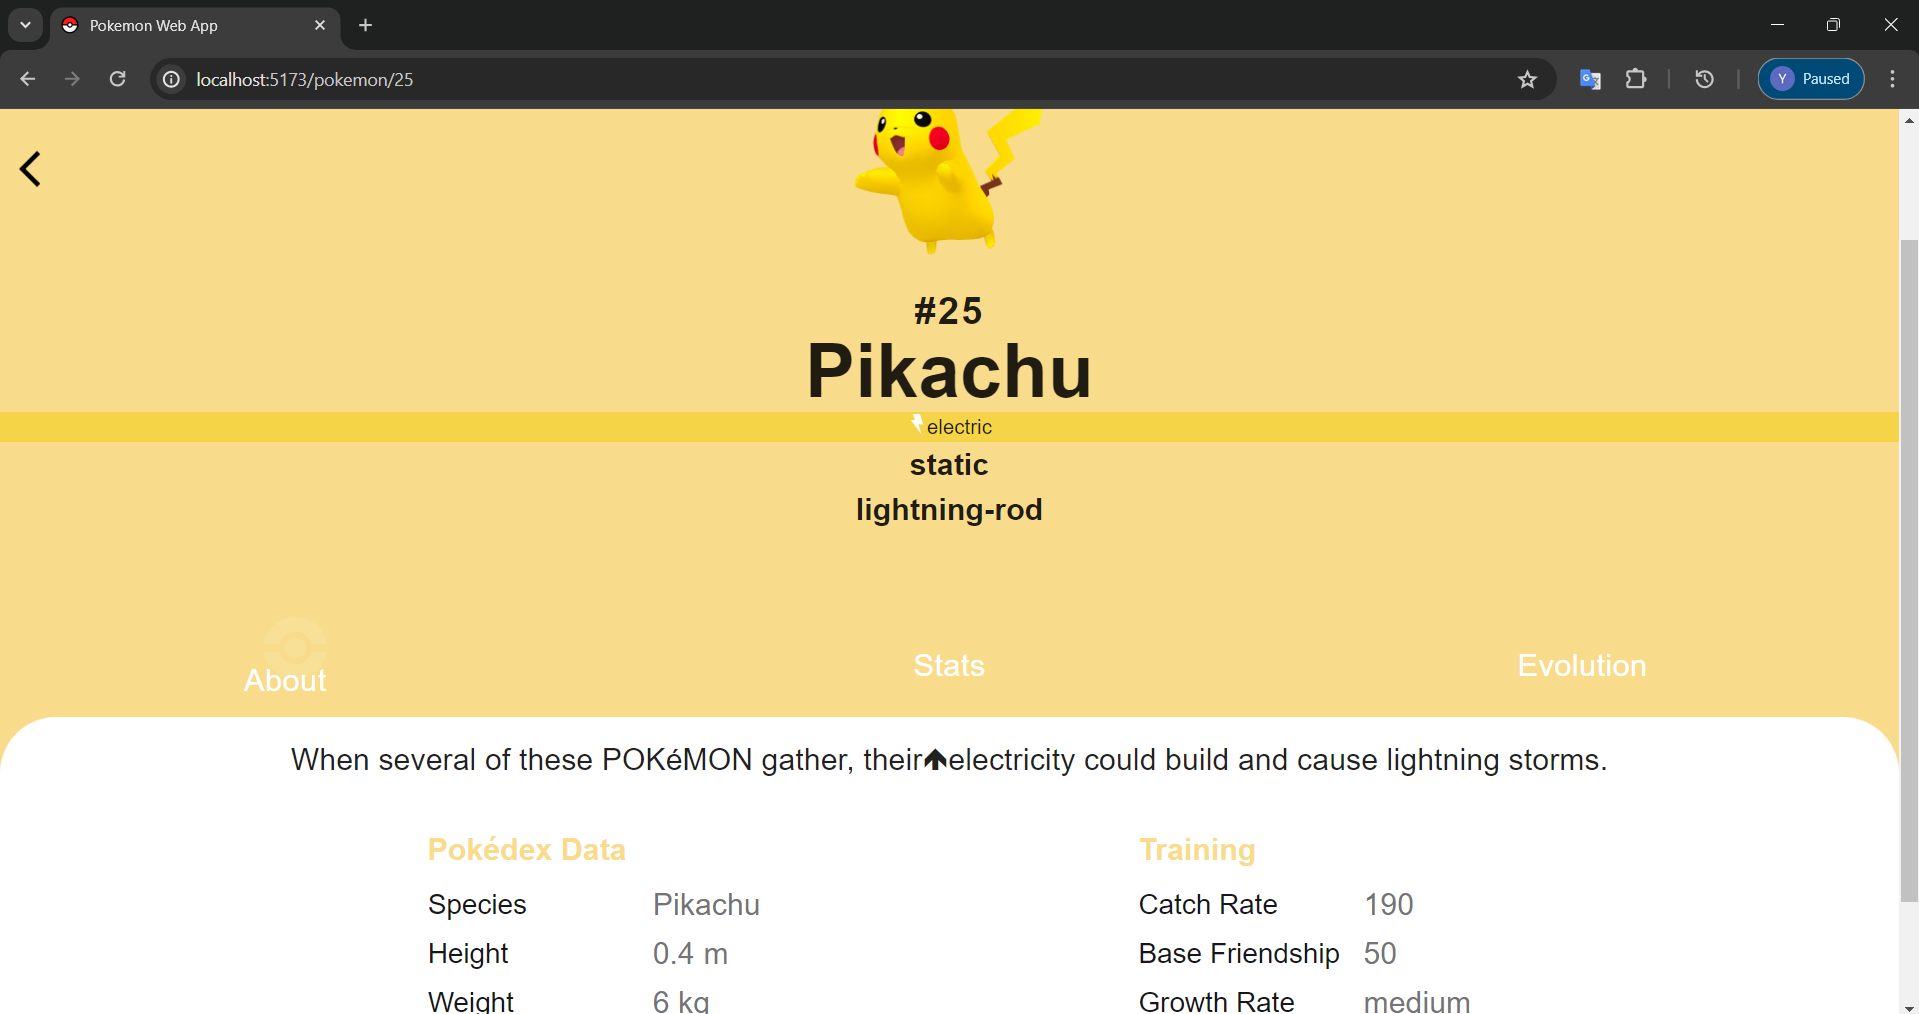 Pokemon Web App
localhost:5173/pokemon/25
Y Paused
#25
Pikachu
electric
static
lightning-rod
About Stats Evolution
When several of these POKéMON gather, their electricity could build and cause lightning storms.
Pokédex Data Training
Species Pikachu Catch Rate 190
Height 0.4 m Base Friendship 50
Weight 6 kg Growth Rate medium